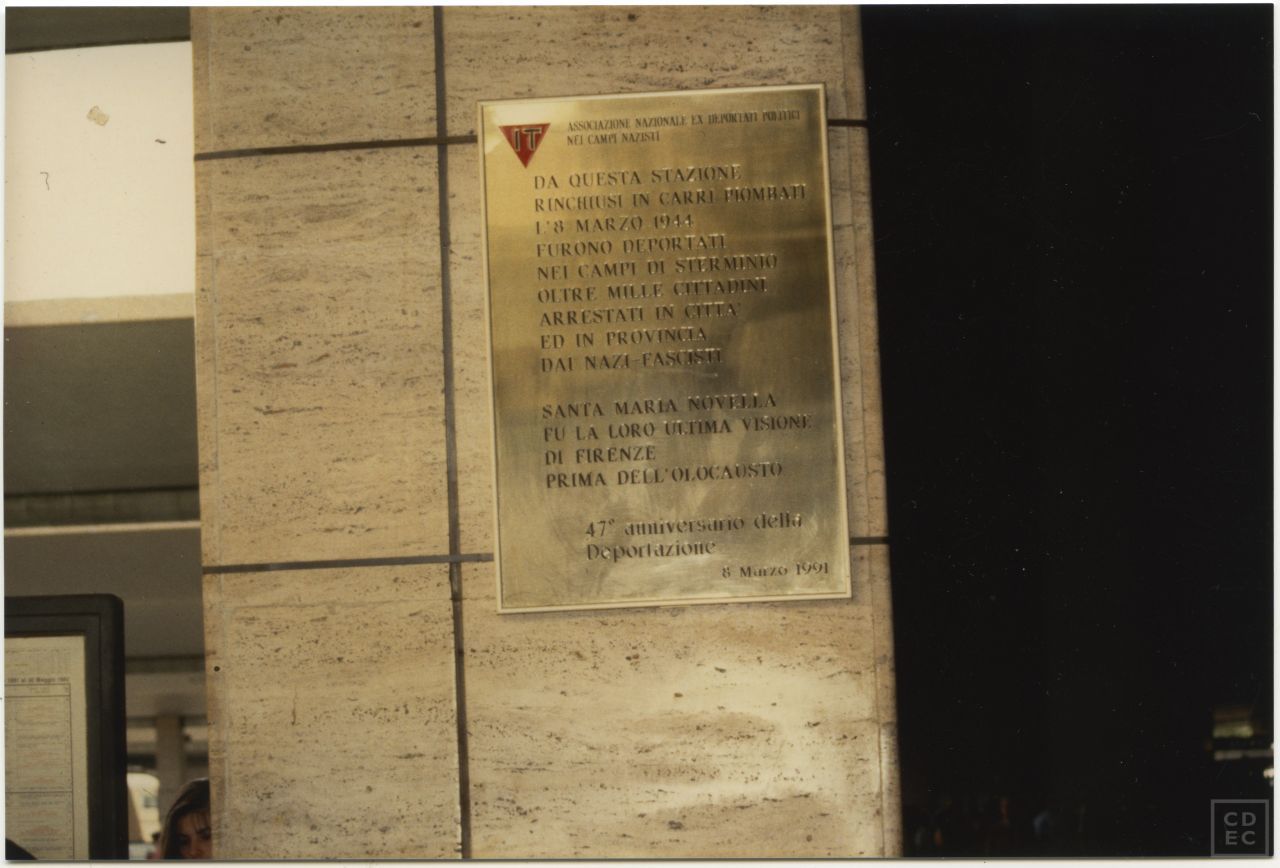 IT
ASSOCIAZIONE NAZIONALE EX DEPORTATI POLITICI
NEI CAMPI NAZISTI
DA QUESTA STAZIONE
RINCHIUSI IN CARRI PIOMBATI
L'8 MARZO 1944
FURONO DEPORTATI
NEI CAMPI DI STERMINIO
OLTRE MILLE CITTADINI
ARRESTATI IN CITTA'
ED IN PROVINCIA
DAI NAZI-FASCISTI
SANTA MARIA NOVELLA
FU LA LORO ULTIMA VISIONE
DI FIRENZE
PRIMA DELL'OLOCAUSTO
47° anniversario della
Deportazione
8 Marzo 1991
CD
EC